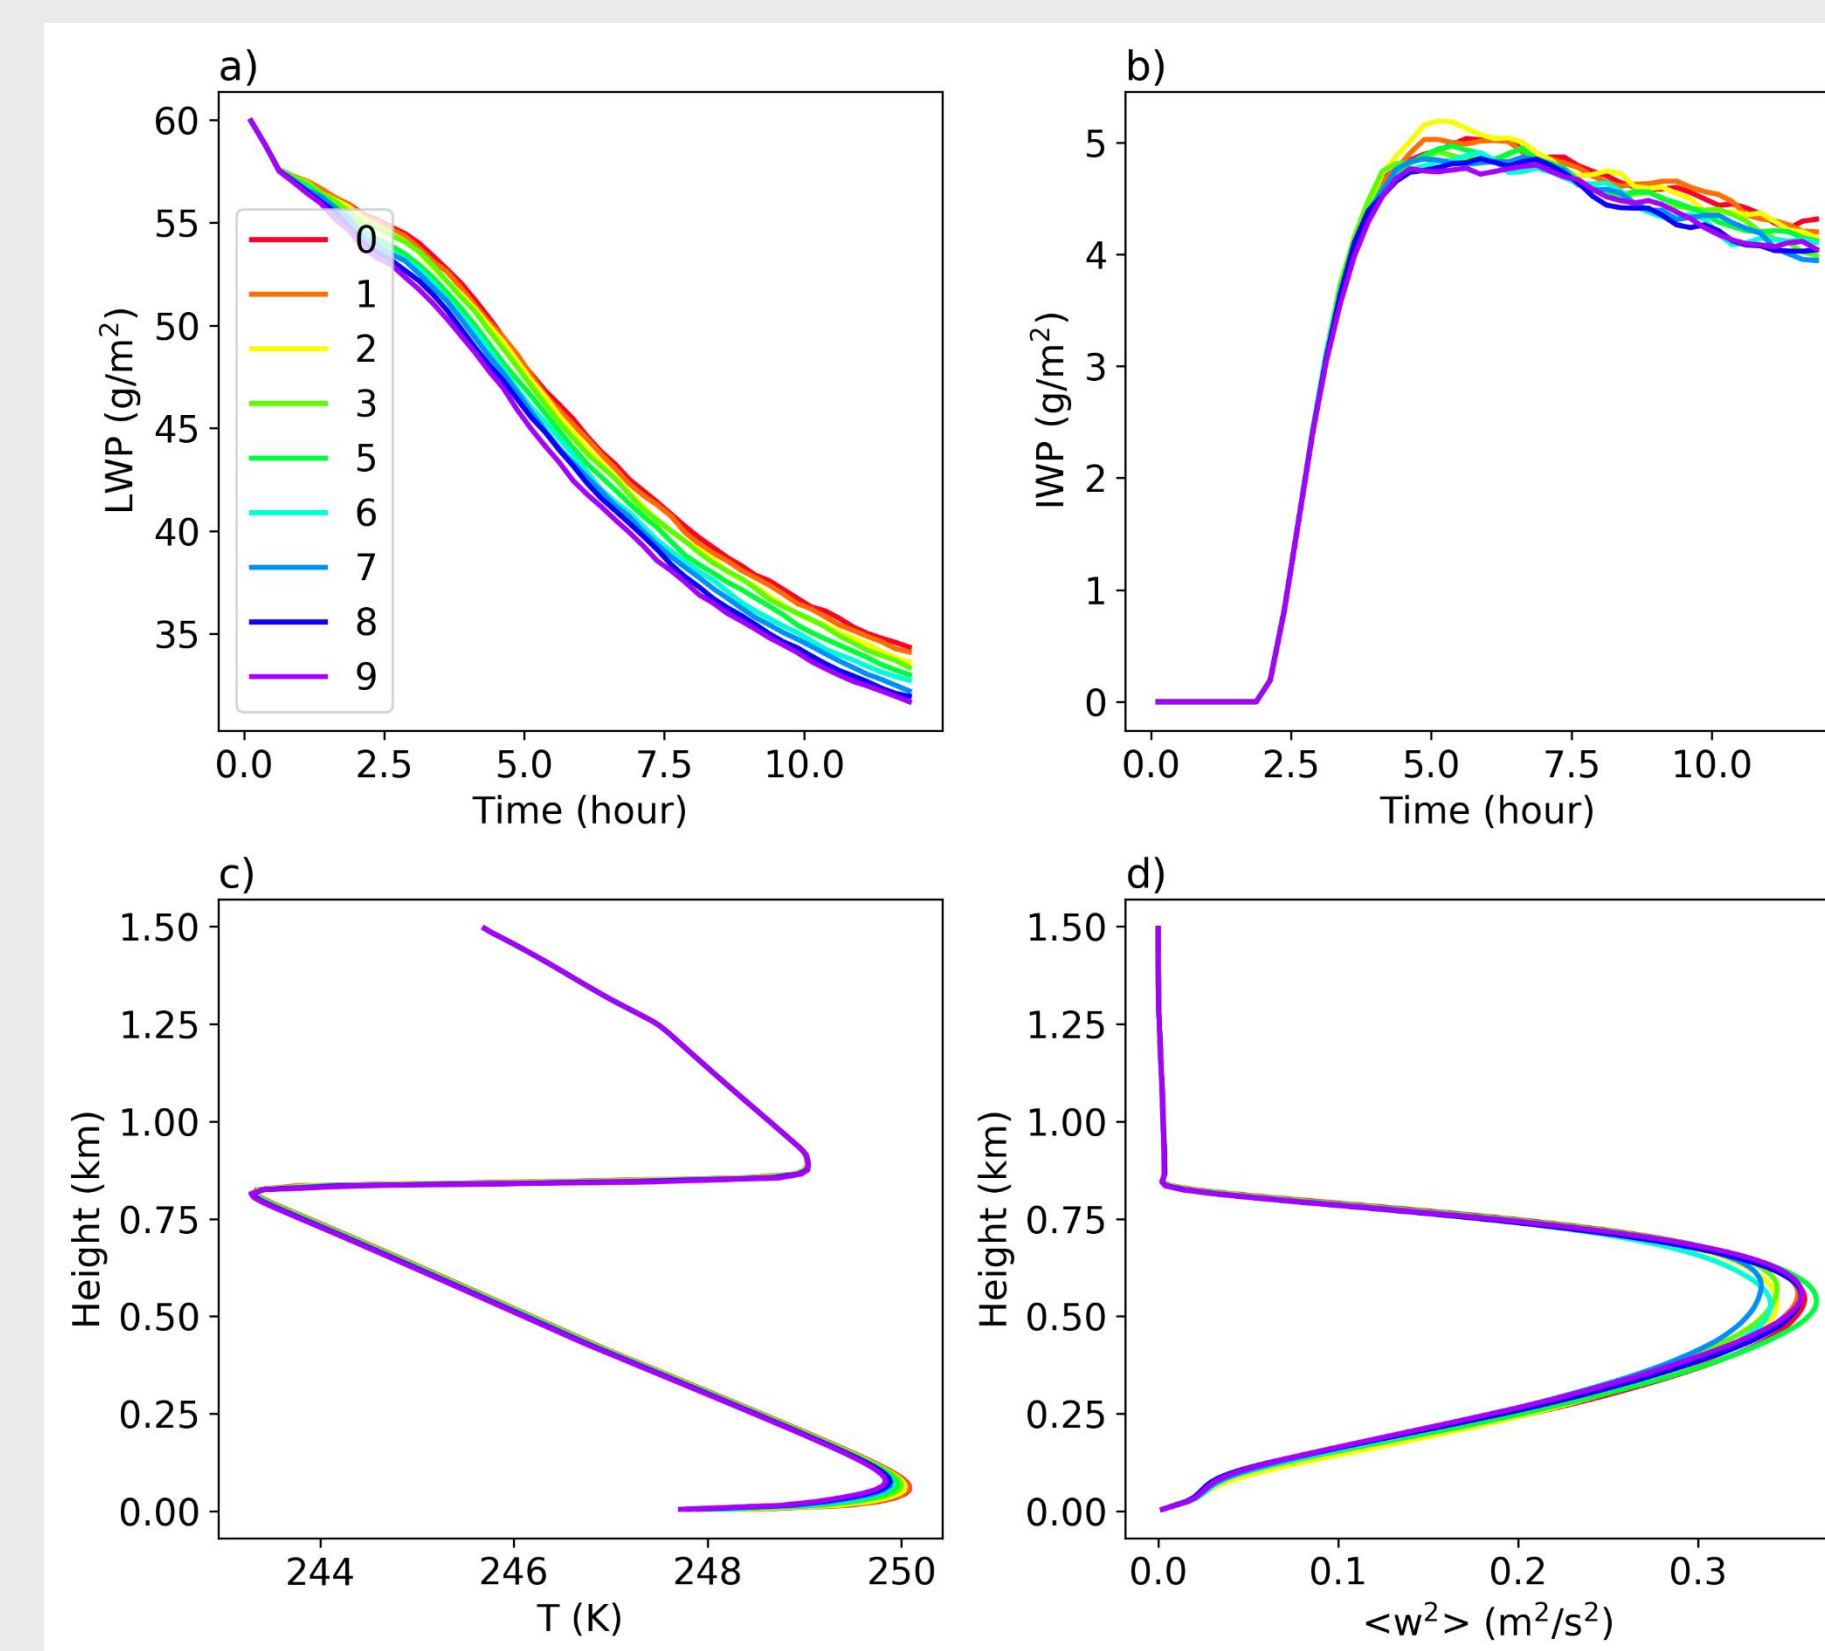 a)
60
55
50
45
40
35
LWP (g/m²)
0
1
2
3
5
6
7
8
9
0.0 2.5 5.0 7.5 10.0
Time (hour)
b)
5
4
3
2
1
0
IWP (g/m²)
0.0 2.5 5.0 7.5 10.0
Time (hour)
c)
1.50
1.25
1.00
0.75
0.50
0.25
0.00
Height (km)
244 246 248 250
T (K)
d)
1.50
1.25
1.00
0.75
0.50
0.25
0.00
Height (km)
0.0 0.1 0.2 0.3
<w²> (m²/s²)